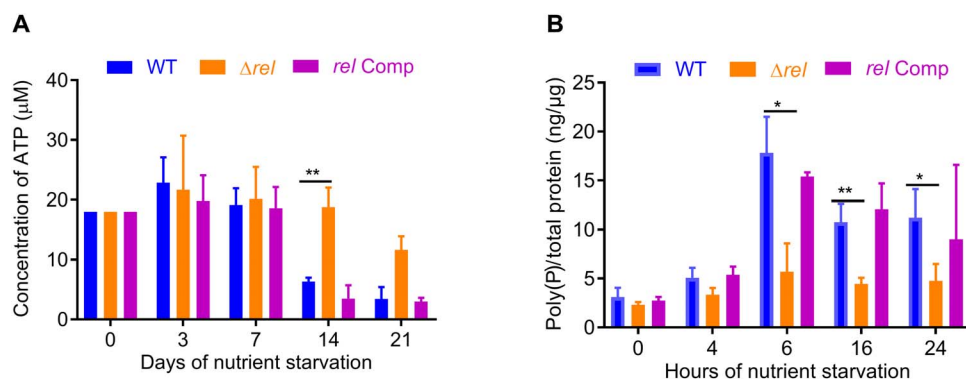 A
WT Δrel rel Comp
Concentration of ATP (μM)
40
30
20
10
0
**
0 3 7 14 21
Days of nutrient starvation
B
WT Δrel rel Comp
Poly(P)/total protein (ng/μg)
25
20
15
10
5
0
*
**
*
0 4 6 16 24
Hours of nutrient starvation